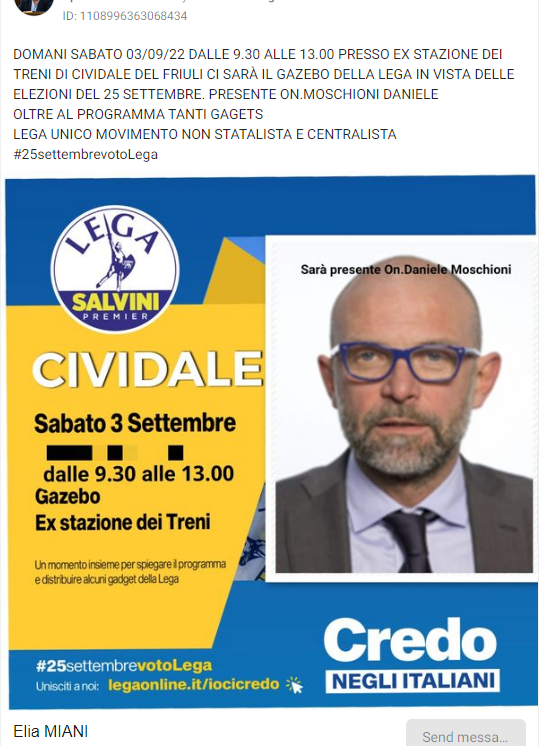 ID: 1108996363068434
DOMANI SABATO 03/09/22 DALLE 9.30 ALLE 13.00 PRESSO EX STAZIONE DEI
TRENI DI CIVIDALE DEL FRIULI CI SARÀ IL GAZEBO DELLA LEGA IN VISTA DELLE
ELEZIONI DEL 25 SETTEMBRE. PRESENTE ON.MOSCHIONI DANIELE
OLTRE AL PROGRAMMA TANTI GAGETS
LEGA UNICO MOVIMENTO NON STATALISTA E CENTRALISTA
#25settembrevotoLega
LEGA
SALVINI
PREMIER
Sarà presente On.Daniele Moschioni
CIVIDALE
Sabato 3 Settembre
dalle 9.30 alle 13.00
Gazebo
Ex stazione dei Treni
Un momento insieme per spiegare il programma
e distribuire alcuni gadget della Lega
Credo
NEGLI ITALIANI
#25settembrevotoLega
Unisciti a noi: legaonline.it/iocicredo
Elia MIANI
Send messa...